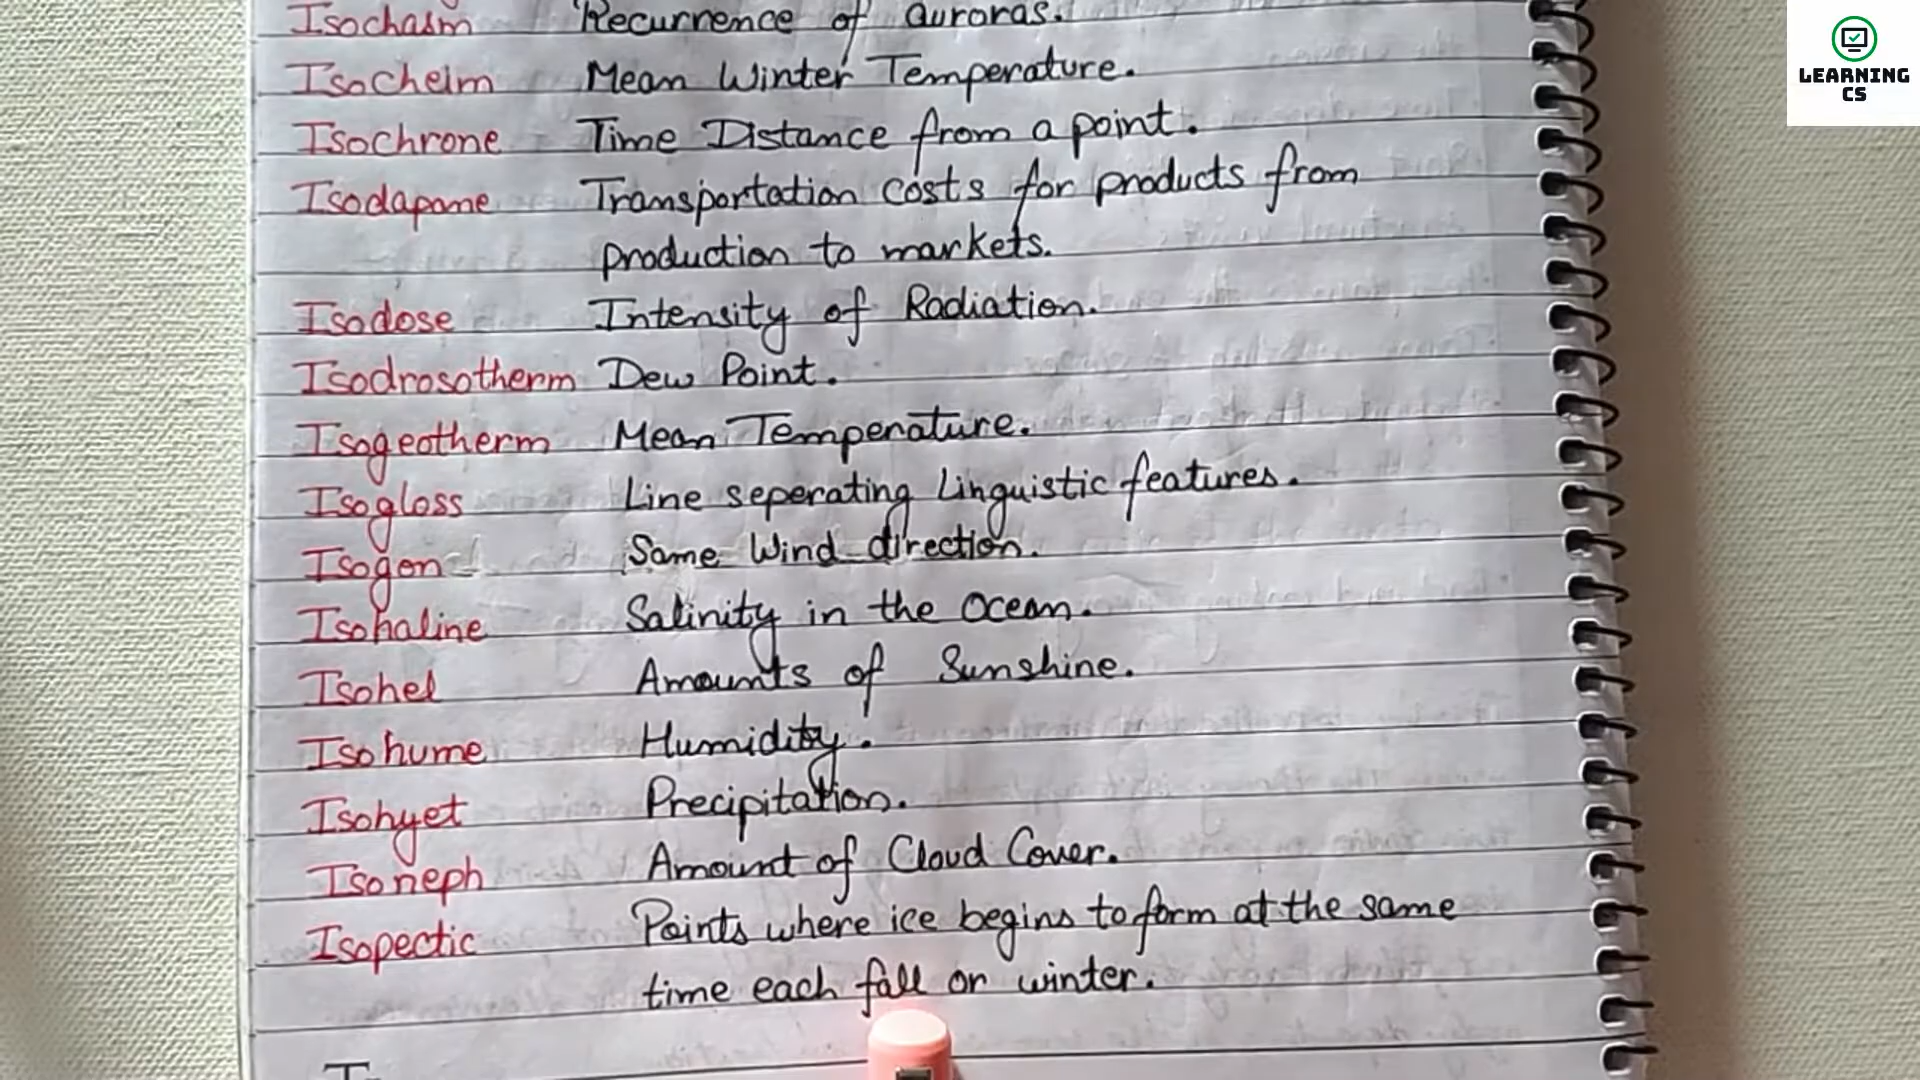 Isochasm Recurrence of auroras.
Isocheim Mean Winter Temperature.
Isochrone Time Distance from a point.
Isodapane Transportation Costs for products from
production to markets.
Isodose Intensity of Radiation.
Isodrosotherm Dew Point.
Isogeotherm Mean Temperature.
Isogloss Line seperating Linguistic features.
Isogon Same Wind direction.
Isohaline Salinity in the Ocean.
Isohel Amounts of Sunshine.
Isohume Humidity.
Isohyet Precipitation.
Isoneph Amount of Cloud Cover.
Isopectic Points where ice begins to form at the same
time each fall or winter.
LEARNING
CS